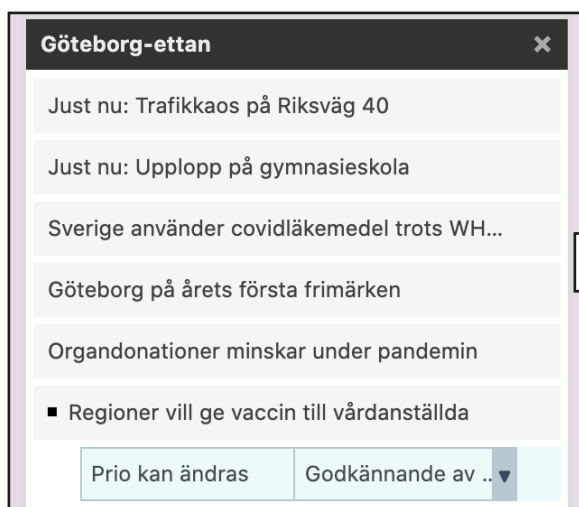 Göteborg-ettan
Just nu: Trafikkaos på Riksväg 40
Just nu: Upplopp på gymnasieskola
Sverige använder covidläkemedel trots WH...
Göteborg på årets första frimärken
Organdonationer minskar under pandemin
Regioner vill ge vaccin till vårdanställda
Prio kan ändras Godkännande av ..